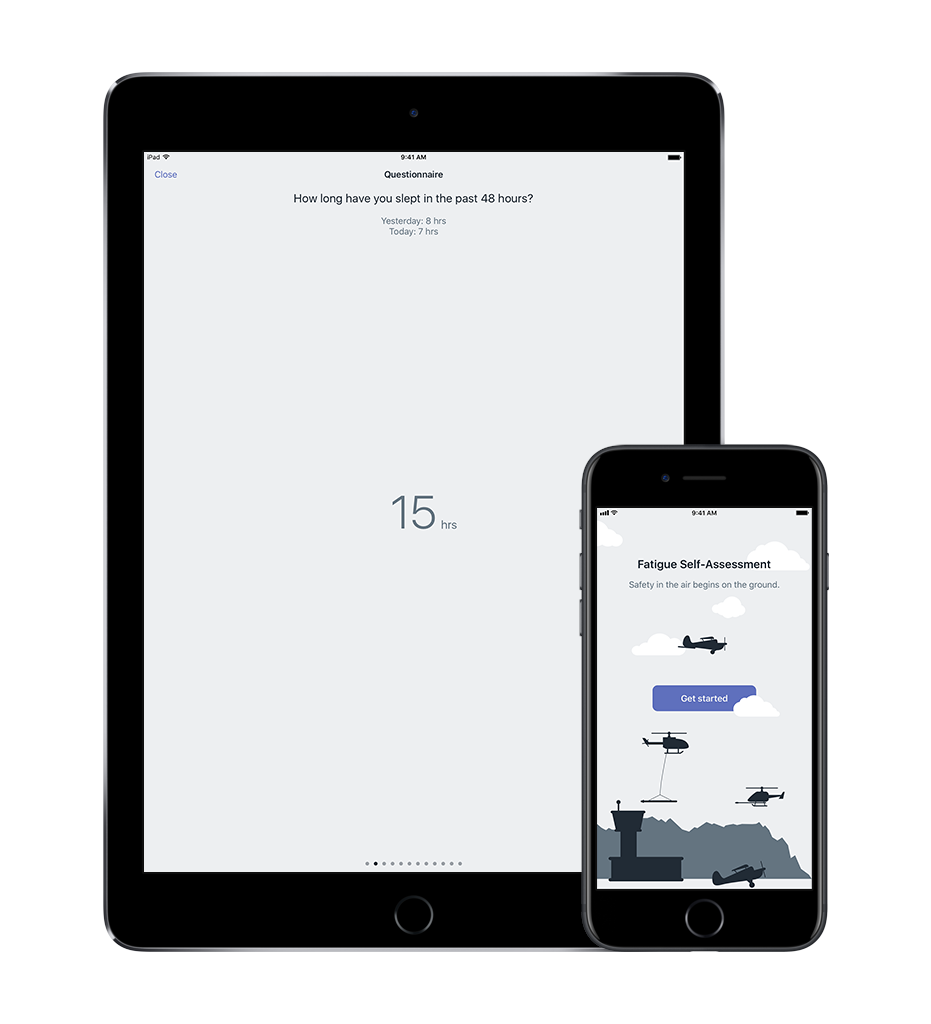 iPad
9:41 AM
Close
Questionnaire
How long have you slept in the past 48 hours?
Yesterday: 8 hrs
Today: 7 hrs
15 hrs
9:41 AM
Fatigue Self-Assessment
Safety in the air begins on the ground.
Get started